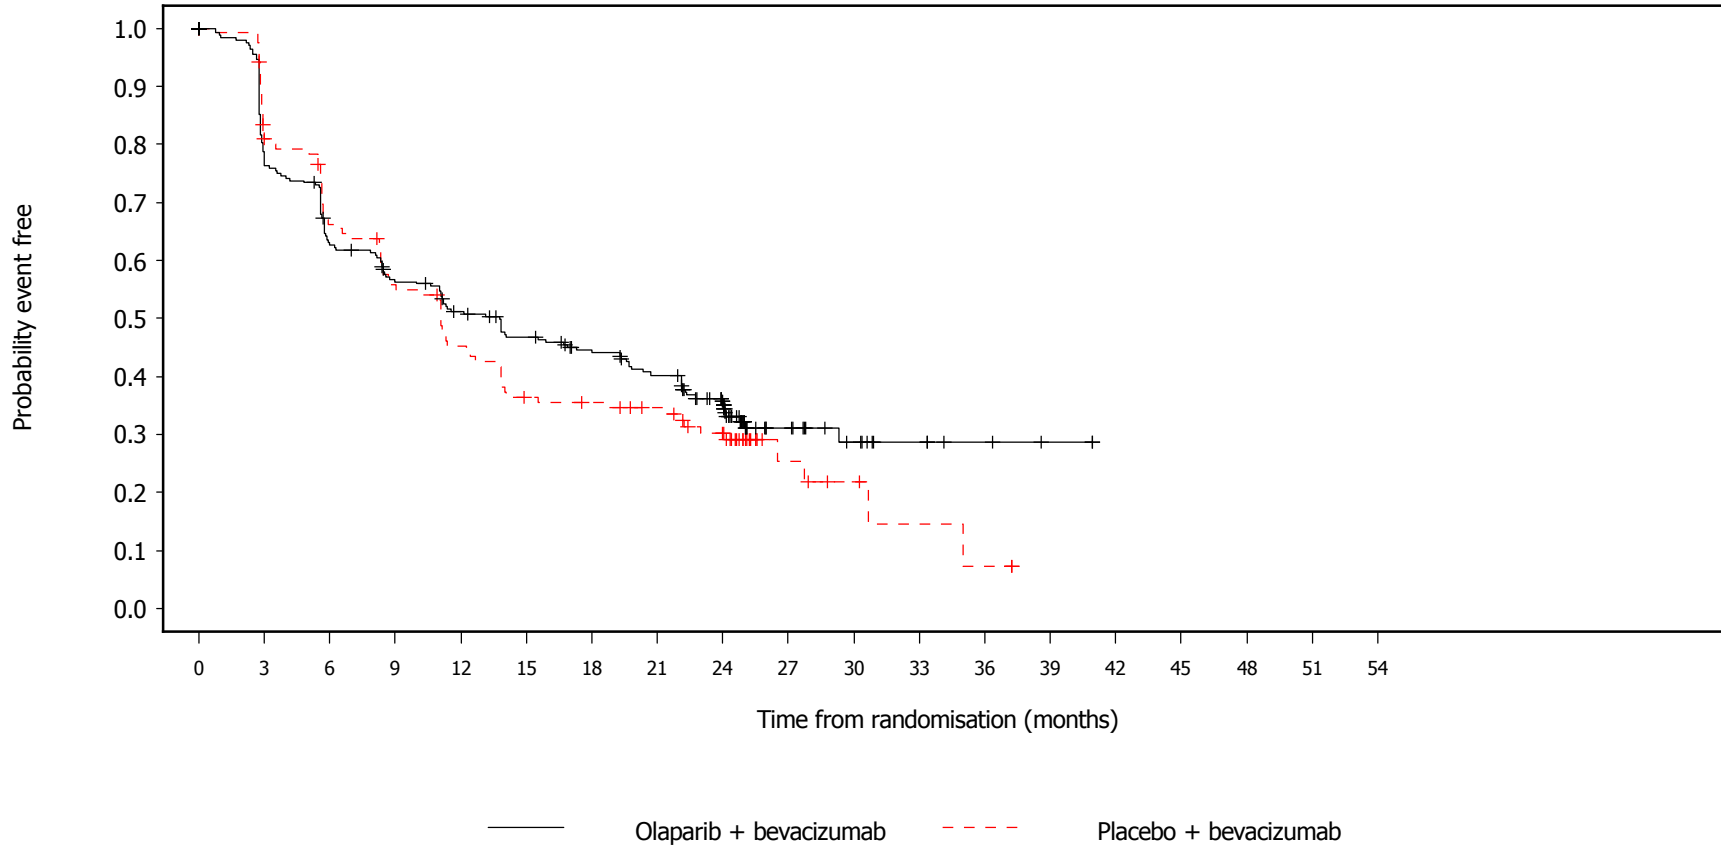 Probability event free
1.0
0.9
0.8
0.7
0.6
0.5
0.4
0.3
0.2
0.1
0.0
0 3 6 9 12 15 18 21 24 27 30 33 36 39 42 45 48 51 54
Time from randomisation (months)
Olaparib + bevacizumab Placebo + bevacizumab